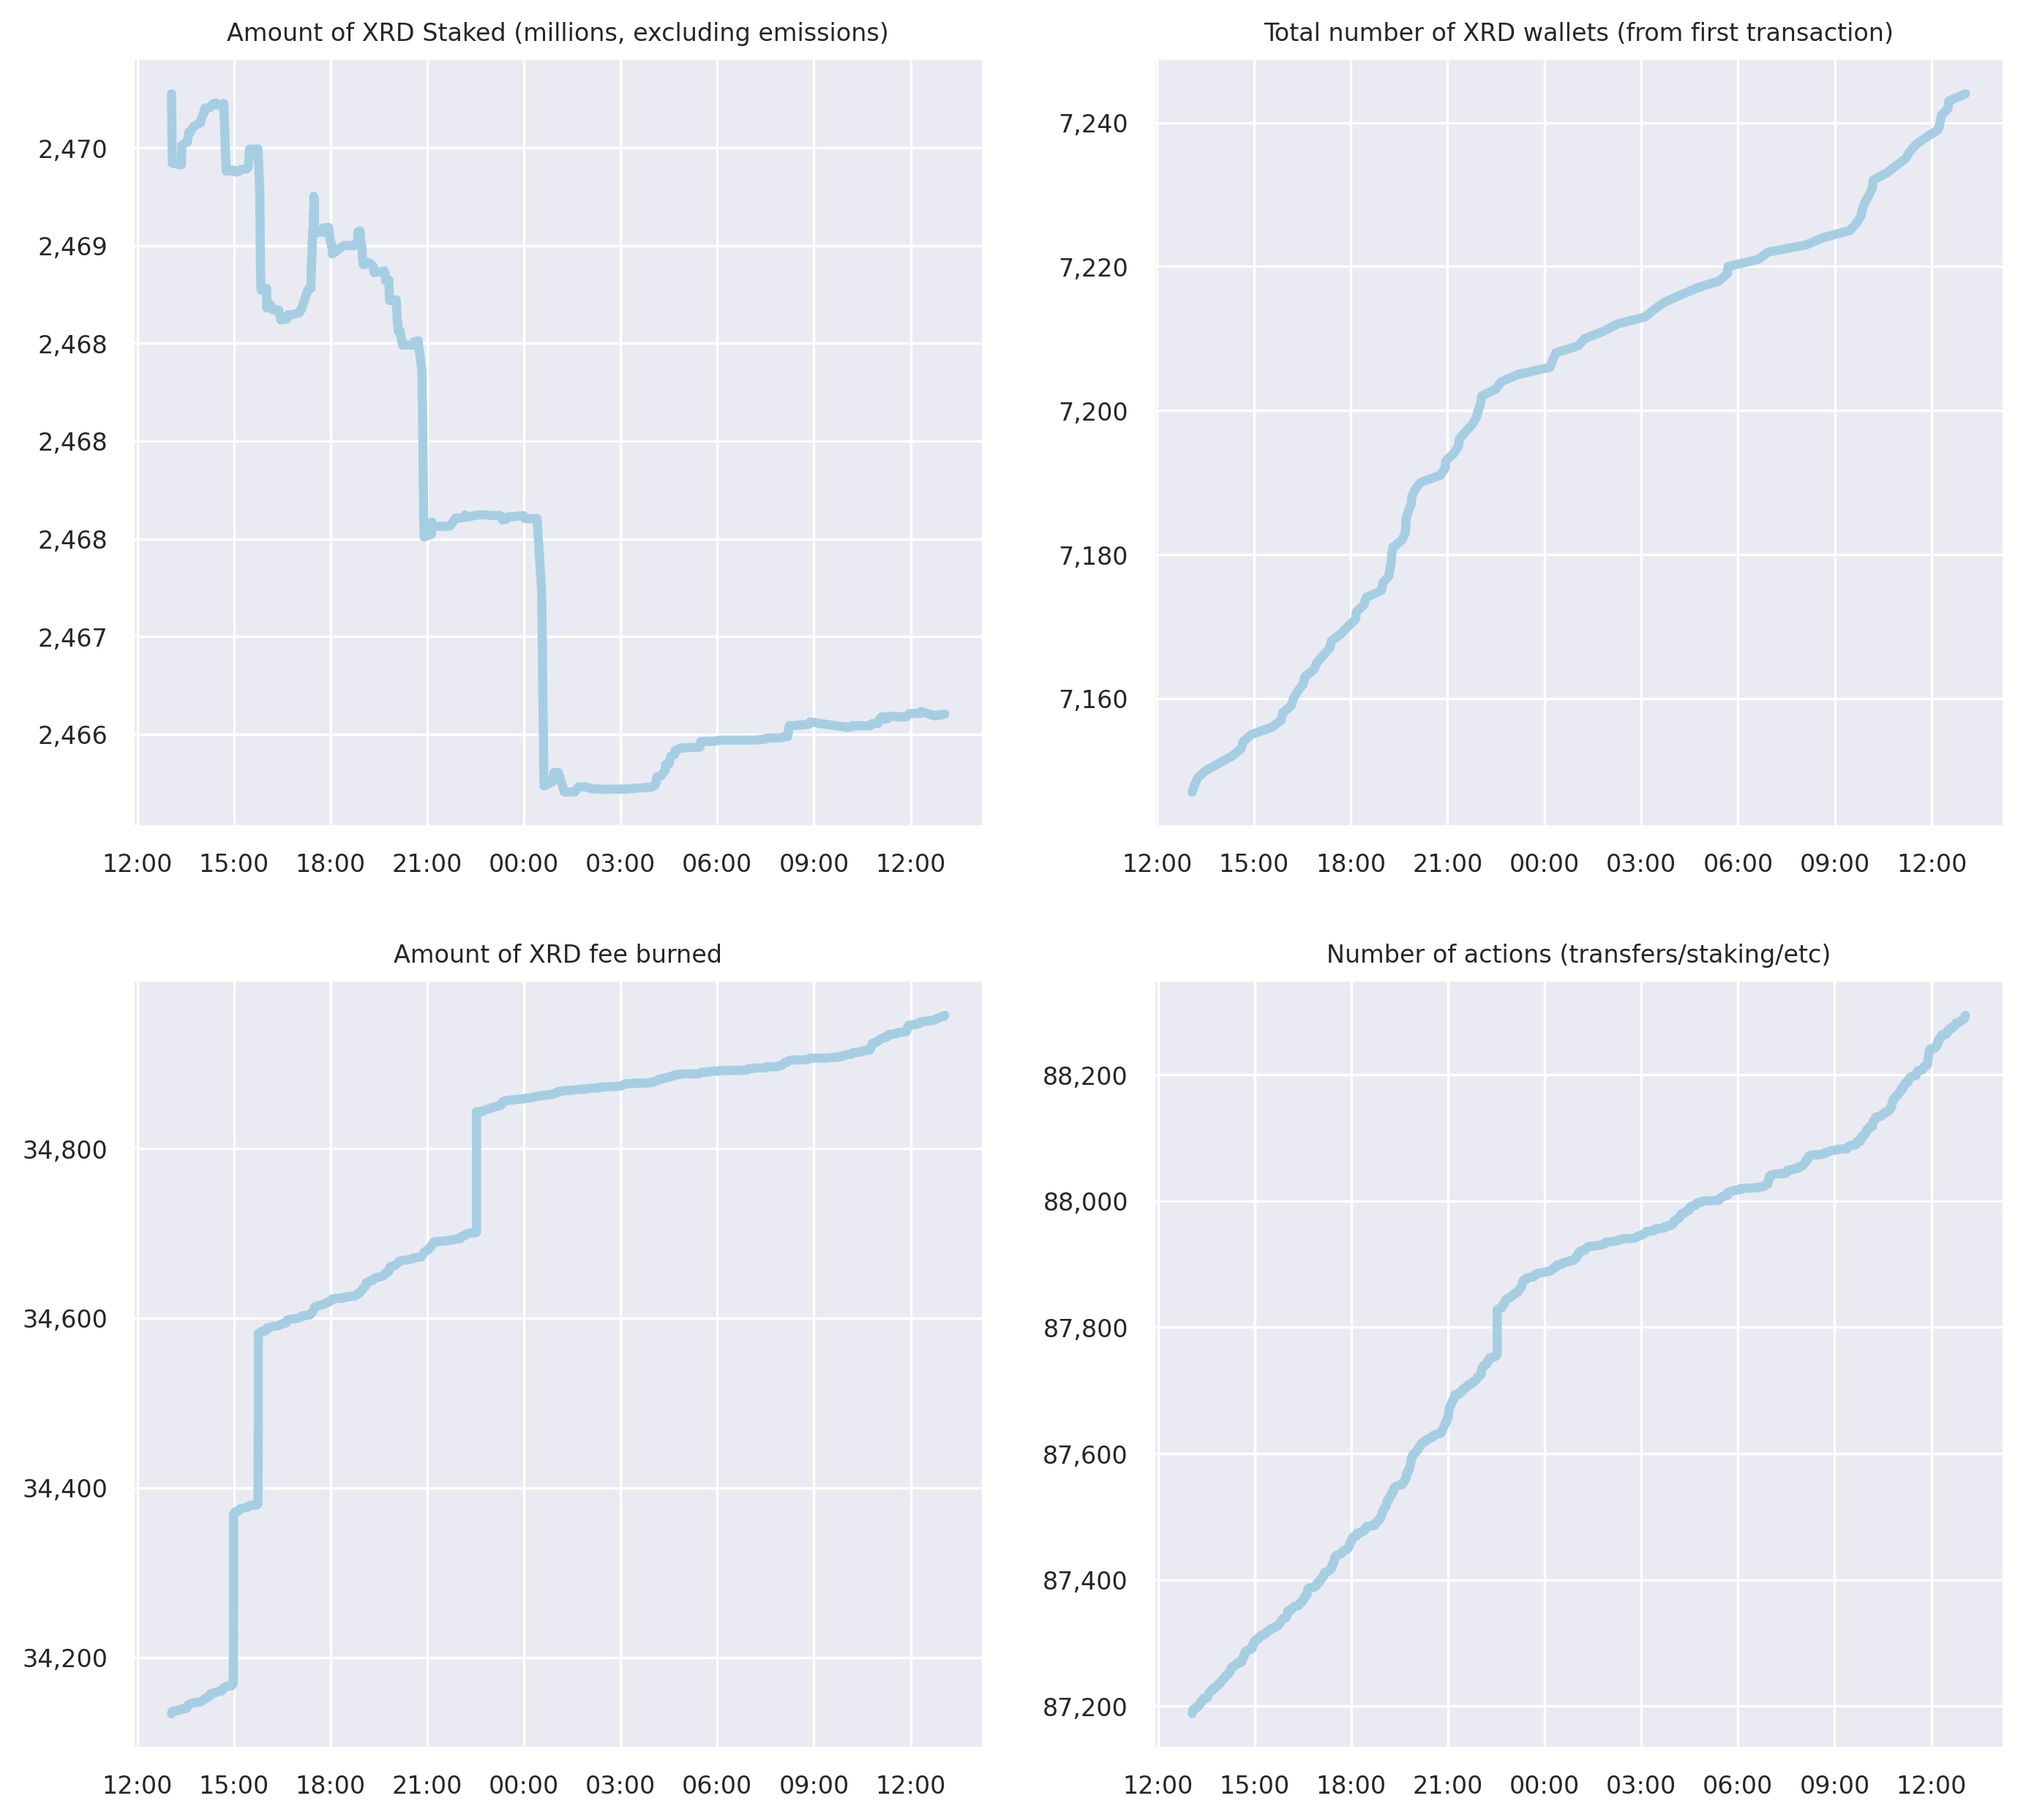 Amount of XRD Staked (millions, excluding emissions)
2,470
2,469
2,468
2,468
2,468
2,467
2,466
12:00 15:00 18:00 21:00 00:00 03:00 06:00 09:00 12:00
Total number of XRD wallets (from first transaction)
7,240
7,220
7,200
7,180
7,160
12:00 15:00 18:00 21:00 00:00 03:00 06:00 09:00 12:00
Amount of XRD fee burned
34,800
34,600
34,400
34,200
12:00 15:00 18:00 21:00 00:00 03:00 06:00 09:00 12:00
Number of actions (transfers/staking/etc)
88,200
88,000
87,800
87,600
87,400
87,200
12:00 15:00 18:00 21:00 00:00 03:00 06:00 09:00 12:00